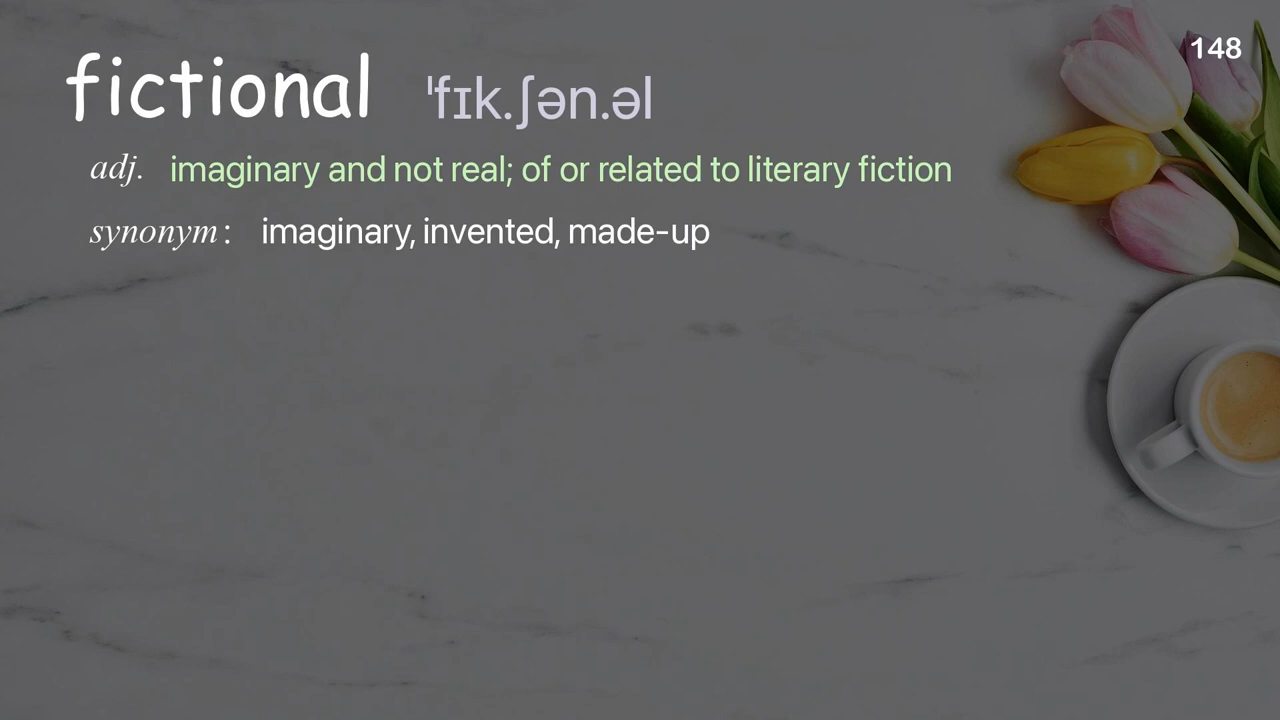 148
fictional ˈfɪk.ʃən.əl
adj. imaginary and not real; of or related to literary fiction
synonym: imaginary, invented, made-up